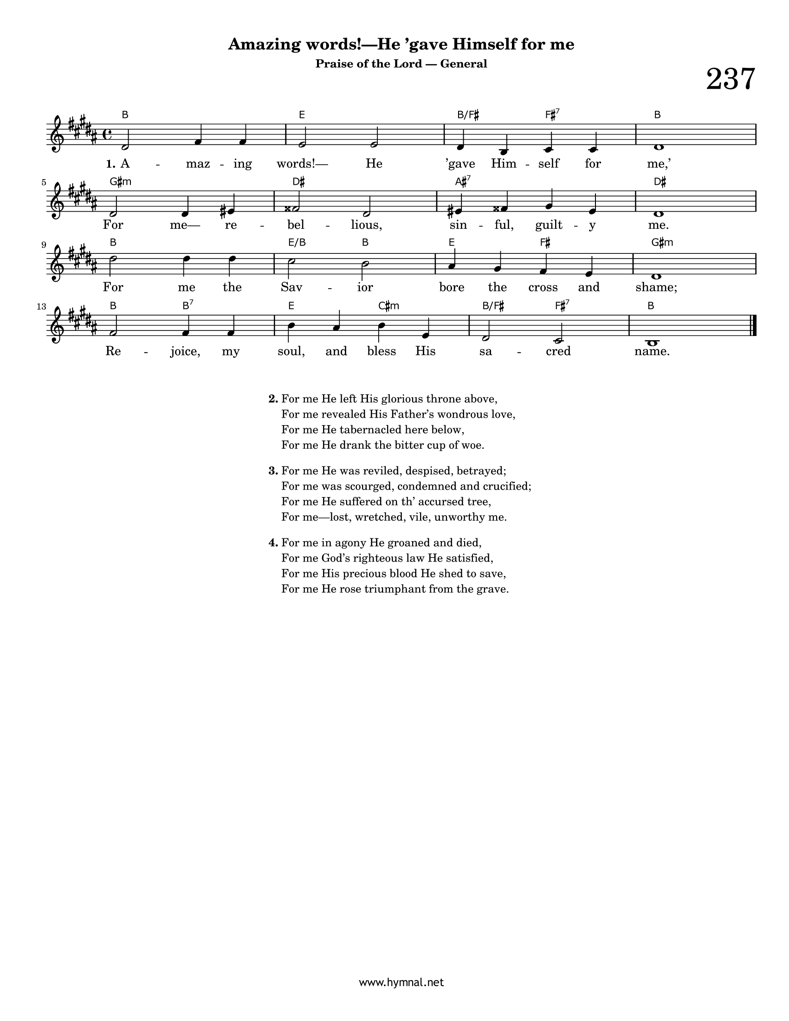 Amazing words!—He ’gave Himself for me
Praise of the Lord — General
237
B E B/F♯ F♯7 B
1. A - maz - ing words!— He ’gave Him - self for me,’
5 G♯m D♯ A♯7 D♯
For me— re - bel - lious, sin - ful, guilt - y me.
9 B E/B B E F♯ G♯m
For me the Sav - ior bore the cross and shame;
13 B B7 E C♯m B/F♯ F♯7 B
Re - joice, my soul, and bless His sa - cred name.
2. For me He left His glorious throne above,
For me revealed His Father’s wondrous love,
For me He tabernacled here below,
For me He drank the bitter cup of woe.
3. For me He was reviled, despised, betrayed;
For me was scourged, condemned and crucified;
For me He suffered on th’ accursed tree,
For me—lost, wretched, vile, unworthy me.
4. For me in agony He groaned and died,
For me God’s righteous law He satisfied,
For me His precious blood He shed to save,
For me He rose triumphant from the grave.
www.hymnal.net